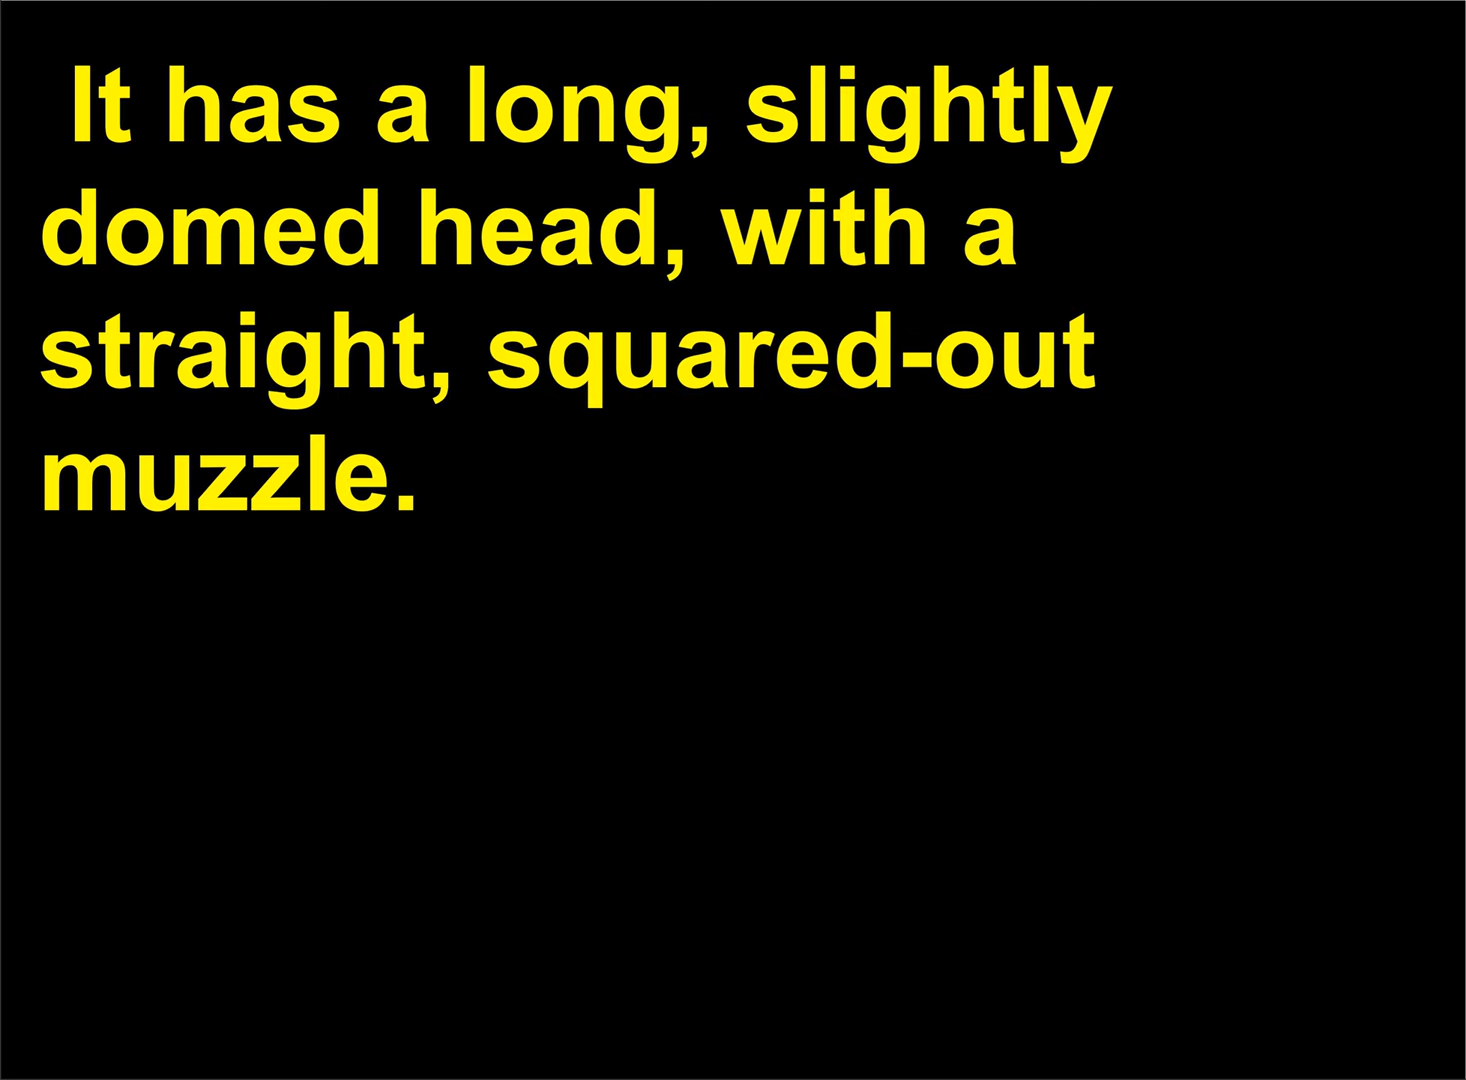 It has a long, slightly
domed head, with a
straight, squared-out
muzzle.